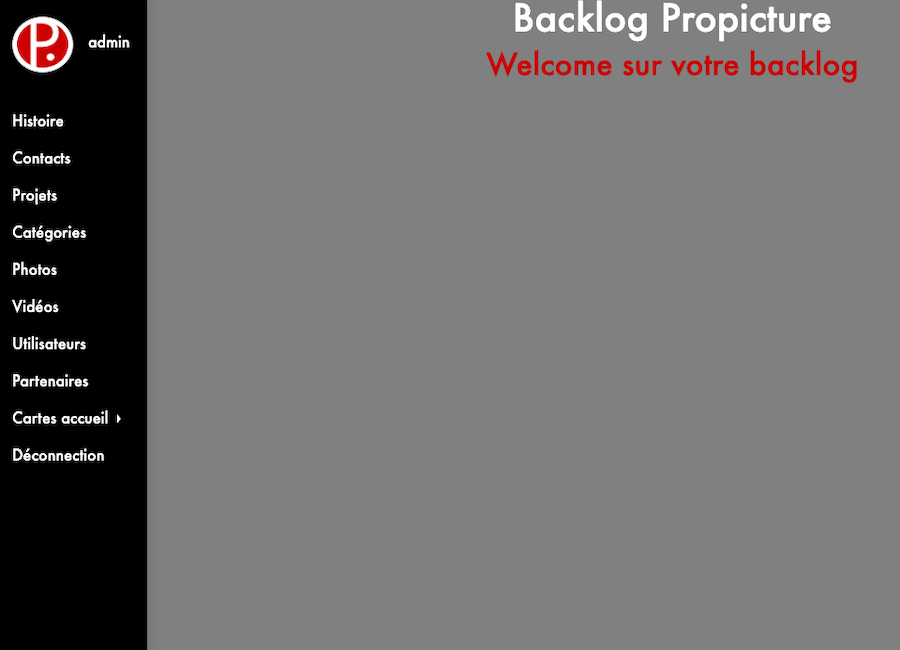 admin
Histoire
Contacts
Projets
Catégories
Photos
Vidéos
Utilisateurs
Partenaires
Cartes accueil
Déconnection
Backlog Propicture
Welcome sur votre backlog